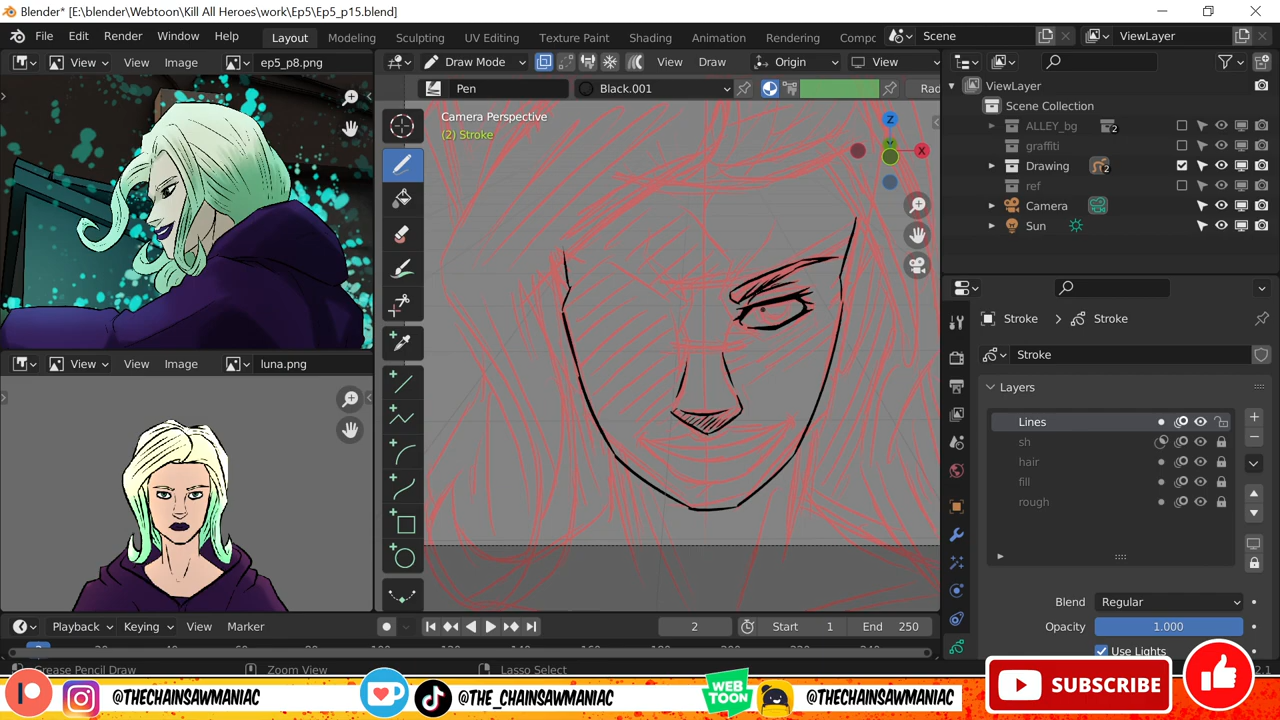 Blender* [E:\blender\Webtoon\Kill All Heroes\work\Ep5\Ep5_p15.blend]
File Edit Render Window Help Layout Modeling Sculpting UV Editing Texture Paint Shading Animation Rendering Compc Scene ViewLayer
View View Image ep5_p8.png
Draw Mode View Draw Origin View
Pen Black.001 Rad
Camera Perspective
(2) Stroke
Z
Y
X
ViewLayer
Scene Collection
ALLEY_bg 2
graffiti
Drawing 2
ref
Camera
Sun
Stroke > Stroke
Stroke
Layers
Lines
sh
hair
fill
rough
Blend Regular
Opacity 1.000
Use Lights
View View Image luna.png
Playback Keying View Marker 2 Start 1 End 250
Grease Pencil Draw Zoom View Lasso Select
@THECHAINSAWMANIAC @THE_CHAINSAWMANIAC WEB TOON @THECHAINSAWMANIAC SUBSCRIBE